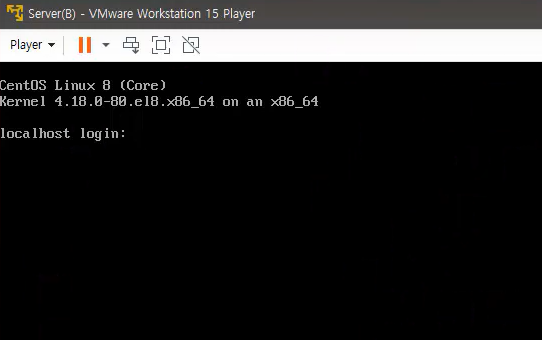 Server(B) - VMware Workstation 15 Player
Player
CentOS Linux 8 (Core)
Kernel 4.18.0-80.el8.x86_64 on an x86_64
localhost login: